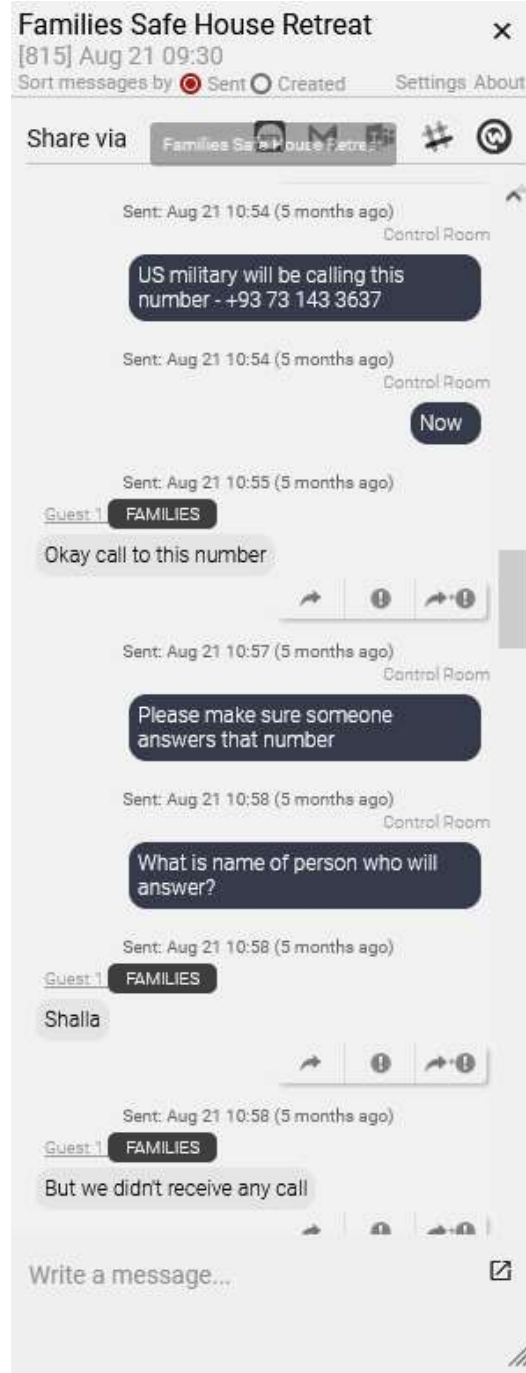 Families Safe House Retreat
[815] Aug 21 09:30
Sort messages by Sent Created Settings About
Share via
Families Safe House Retreat
Sent: Aug 21 10:54 (5 months ago)
Control Room
US military will be calling this
number - +93 73 143 3637
Sent: Aug 21 10:54 (5 months ago)
Control Room
Now
Sent: Aug 21 10:55 (5 months ago)
Guest 1 FAMILIES
Okay call to this number
Sent: Aug 21 10:57 (5 months ago)
Control Room
Please make sure someone
answers that number
Sent: Aug 21 10:58 (5 months ago)
Control Room
What is name of person who will
answer?
Sent: Aug 21 10:58 (5 months ago)
Guest 1 FAMILIES
Shalla
Sent: Aug 21 10:58 (5 months ago)
Guest 1 FAMILIES
But we didn't receive any call
Write a message...